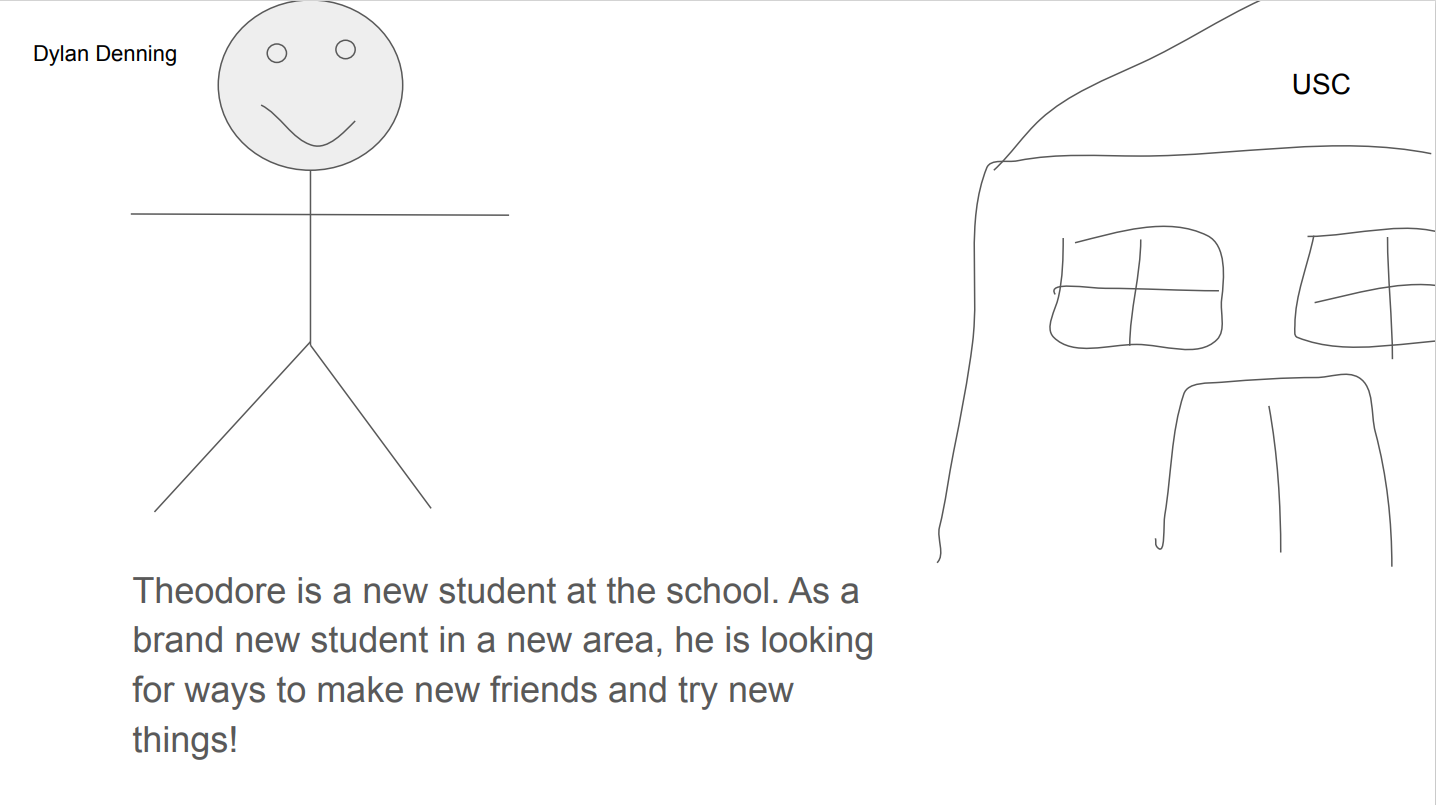 Dylan Denning
USC
Theodore is a new student at the school. As a
brand new student in a new area, he is looking
for ways to make new friends and try new
things!